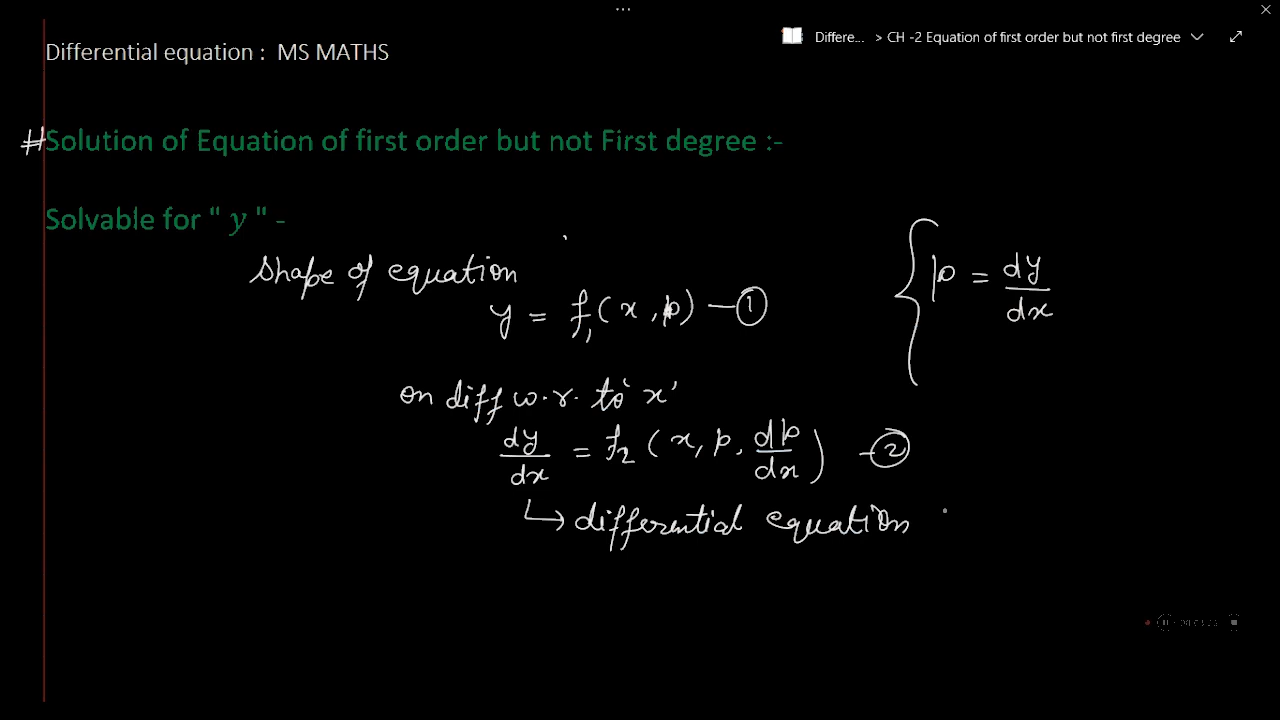 Differential equation : MS MATHS
Differe... > CH -2 Equation of first order but not first degree
#Solution of Equation of first order but not First degree :-
Solvable for " y " -
shape of equation
y = f₁(x, p) — ①
p = dy/dx
on diff w.r. to 'x'
dy/dx = f₂ (x, p, dp/dx) — ②
↳ differential equation